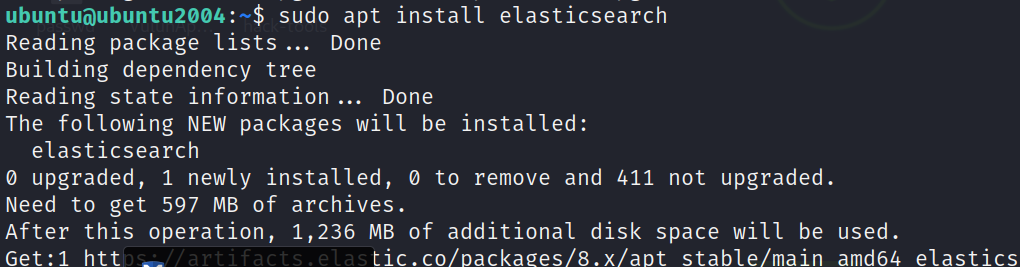 ubuntu@ubuntu2004:~$ sudo apt install elasticsearch
Reading package lists... Done
Building dependency tree
Reading state information... Done
The following NEW packages will be installed:
  elasticsearch
0 upgraded, 1 newly installed, 0 to remove and 411 not upgraded.
Need to get 597 MB of archives.
After this operation, 1,236 MB of additional disk space will be used.
Get:1 https://artifacts.elastic.co/packages/8.x/apt stable/main amd64 elastics